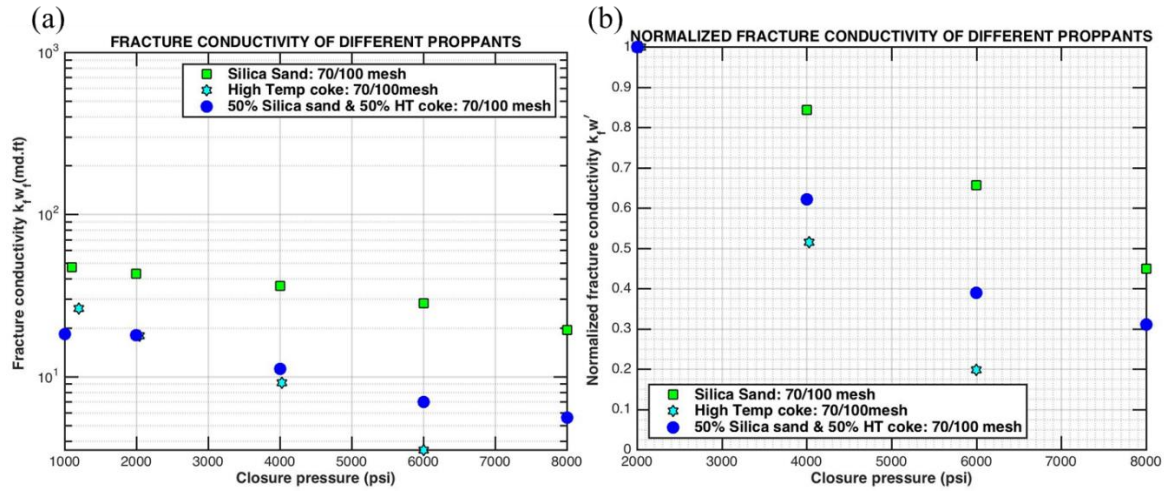 (a)
FRACTURE CONDUCTIVITY OF DIFFERENT PROPPANTS
10³
10²
10¹
Fracture conductivity k_f w_f (md.ft)
Silica Sand: 70/100 mesh
High Temp coke: 70/100mesh
50% Silica sand & 50% HT coke: 70/100 mesh
1000 2000 3000 4000 5000 6000 7000 8000
Closure pressure (psi)
(b)
NORMALIZED FRACTURE CONDUCTIVITY OF DIFFERENT PROPPANTS
1
0.9
0.8
0.7
0.6
0.5
0.4
0.3
0.2
0.1
0
Normalized fracture conductivity k_f w'
Silica Sand: 70/100 mesh
High Temp coke: 70/100mesh
50% Silica sand & 50% HT coke: 70/100 mesh
2000 3000 4000 5000 6000 7000 8000
Closure pressure (psi)